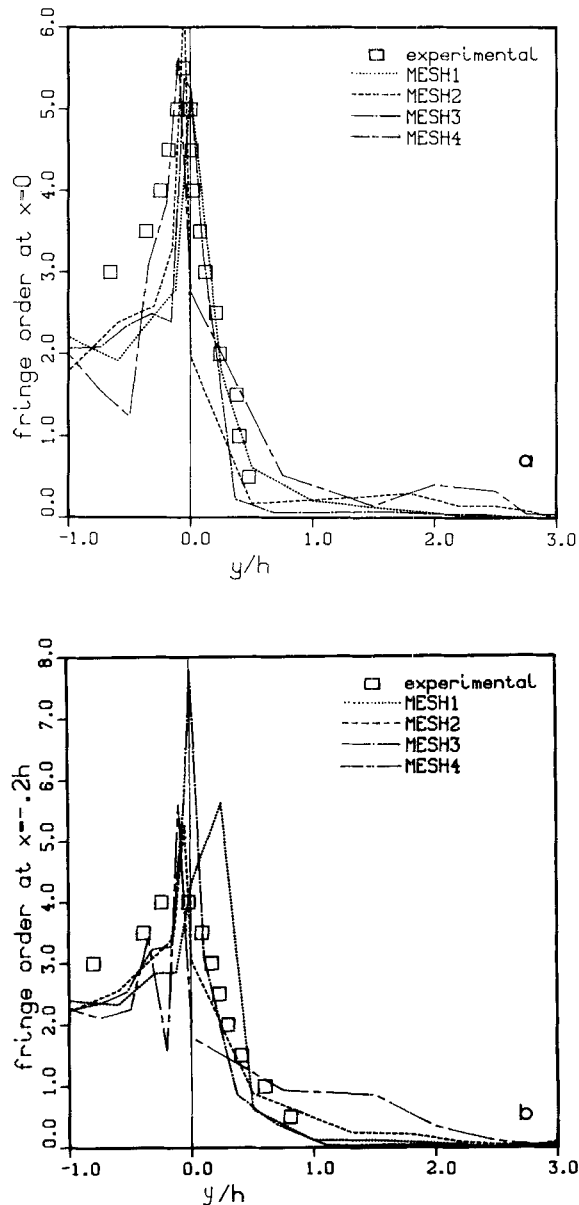 6.0
5.0
4.0
3.0
2.0
1.0
0.0
fringe order at x=0
experimental
MESH1
MESH2
MESH3
MESH4
a
-1.0
0.0
1.0
2.0
3.0
y/h
8.0
7.0
6.0
5.0
4.0
3.0
2.0
1.0
0.0
fringe order at x=-.2h
experimental
MESH1
MESH2
MESH3
MESH4
b
-1.0
0.0
1.0
2.0
3.0
y/h